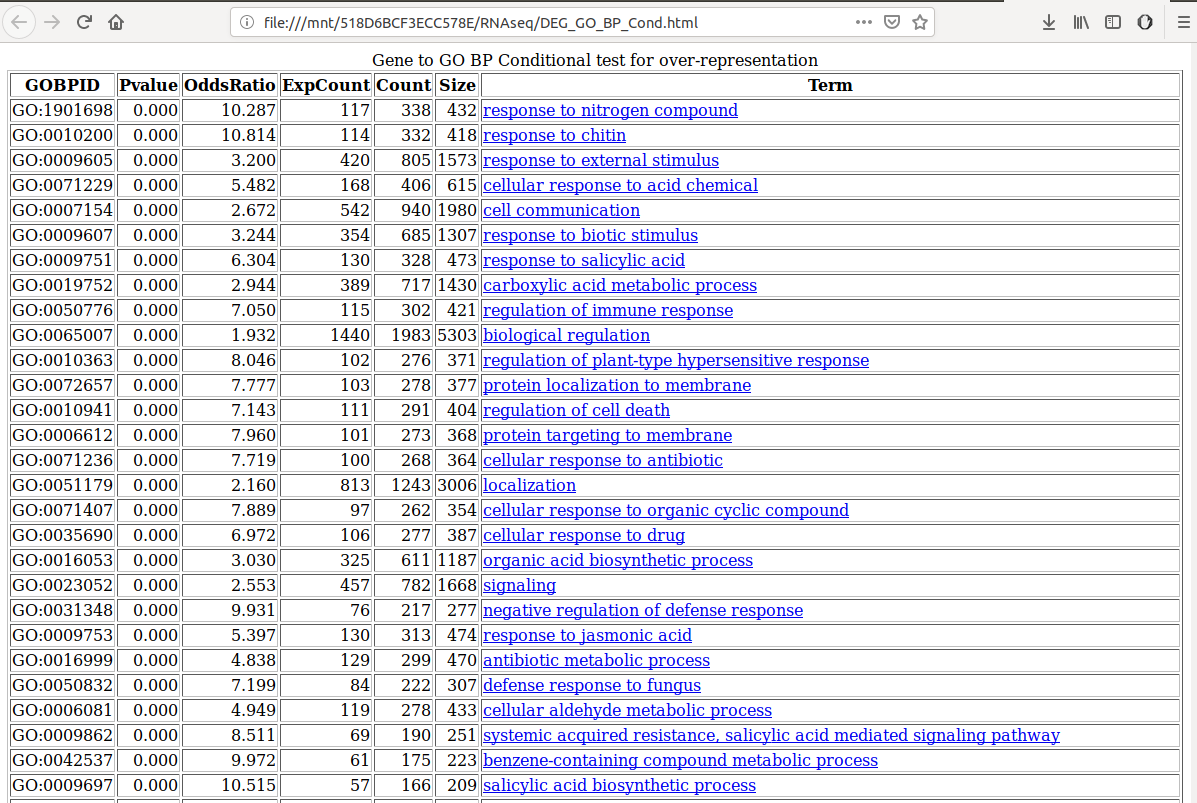 file:///mnt/518D6BCF3ECC578E/RNAseq/DEG_GO_BP_Cond.html
Gene to GO BP Conditional test for over-representation
GOBPID Pvalue OddsRatio ExpCount Count Size Term
GO:1901698 0.000 10.287 117 338 432 response to nitrogen compound
GO:0010200 0.000 10.814 114 332 418 response to chitin
GO:0009605 0.000 3.200 420 805 1573 response to external stimulus
GO:0071229 0.000 5.482 168 406 615 cellular response to acid chemical
GO:0007154 0.000 2.672 542 940 1980 cell communication
GO:0009607 0.000 3.244 354 685 1307 response to biotic stimulus
GO:0009751 0.000 6.304 130 328 473 response to salicylic acid
GO:0019752 0.000 2.944 389 717 1430 carboxylic acid metabolic process
GO:0050776 0.000 7.050 115 302 421 regulation of immune response
GO:0065007 0.000 1.932 1440 1983 5303 biological regulation
GO:0010363 0.000 8.046 102 276 371 regulation of plant-type hypersensitive response
GO:0072657 0.000 7.777 103 278 377 protein localization to membrane
GO:0010941 0.000 7.143 111 291 404 regulation of cell death
GO:0006612 0.000 7.960 101 273 368 protein targeting to membrane
GO:0071236 0.000 7.719 100 268 364 cellular response to antibiotic
GO:0051179 0.000 2.160 813 1243 3006 localization
GO:0071407 0.000 7.889 97 262 354 cellular response to organic cyclic compound
GO:0035690 0.000 6.972 106 277 387 cellular response to drug
GO:0016053 0.000 3.030 325 611 1187 organic acid biosynthetic process
GO:0023052 0.000 2.553 457 782 1668 signaling
GO:0031348 0.000 9.931 76 217 277 negative regulation of defense response
GO:0009753 0.000 5.397 130 313 474 response to jasmonic acid
GO:0016999 0.000 4.838 129 299 470 antibiotic metabolic process
GO:0050832 0.000 7.199 84 222 307 defense response to fungus
GO:0006081 0.000 4.949 119 278 433 cellular aldehyde metabolic process
GO:0009862 0.000 8.511 69 190 251 systemic acquired resistance, salicylic acid mediated signaling pathway
GO:0042537 0.000 9.972 61 175 223 benzene-containing compound metabolic process
GO:0009697 0.000 10.515 57 166 209 salicylic acid biosynthetic process